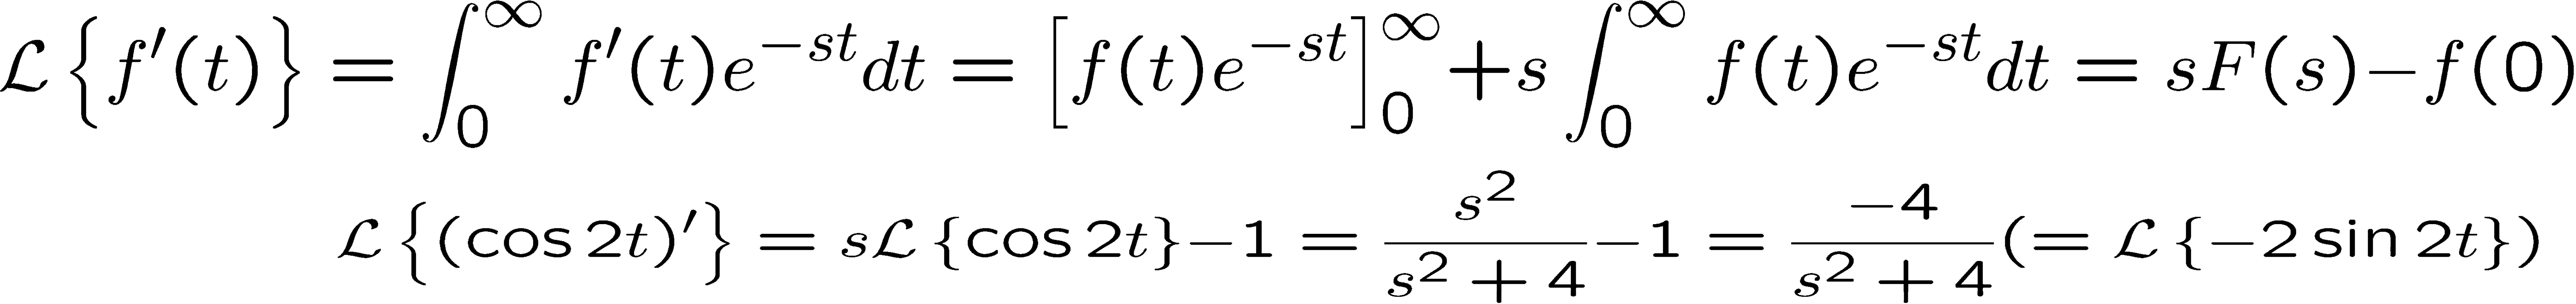 ℒ{f′(t)} = ∫₀^∞ f′(t)e^{−st}dt = [f(t)e^{−st}]₀^∞ + s∫₀^∞ f(t)e^{−st}dt = sF(s)−f(0)
ℒ{(cos 2t)′} = sℒ{cos 2t}−1 = s²/(s²+4) −1 = −4/(s²+4) (= ℒ{−2 sin 2t})